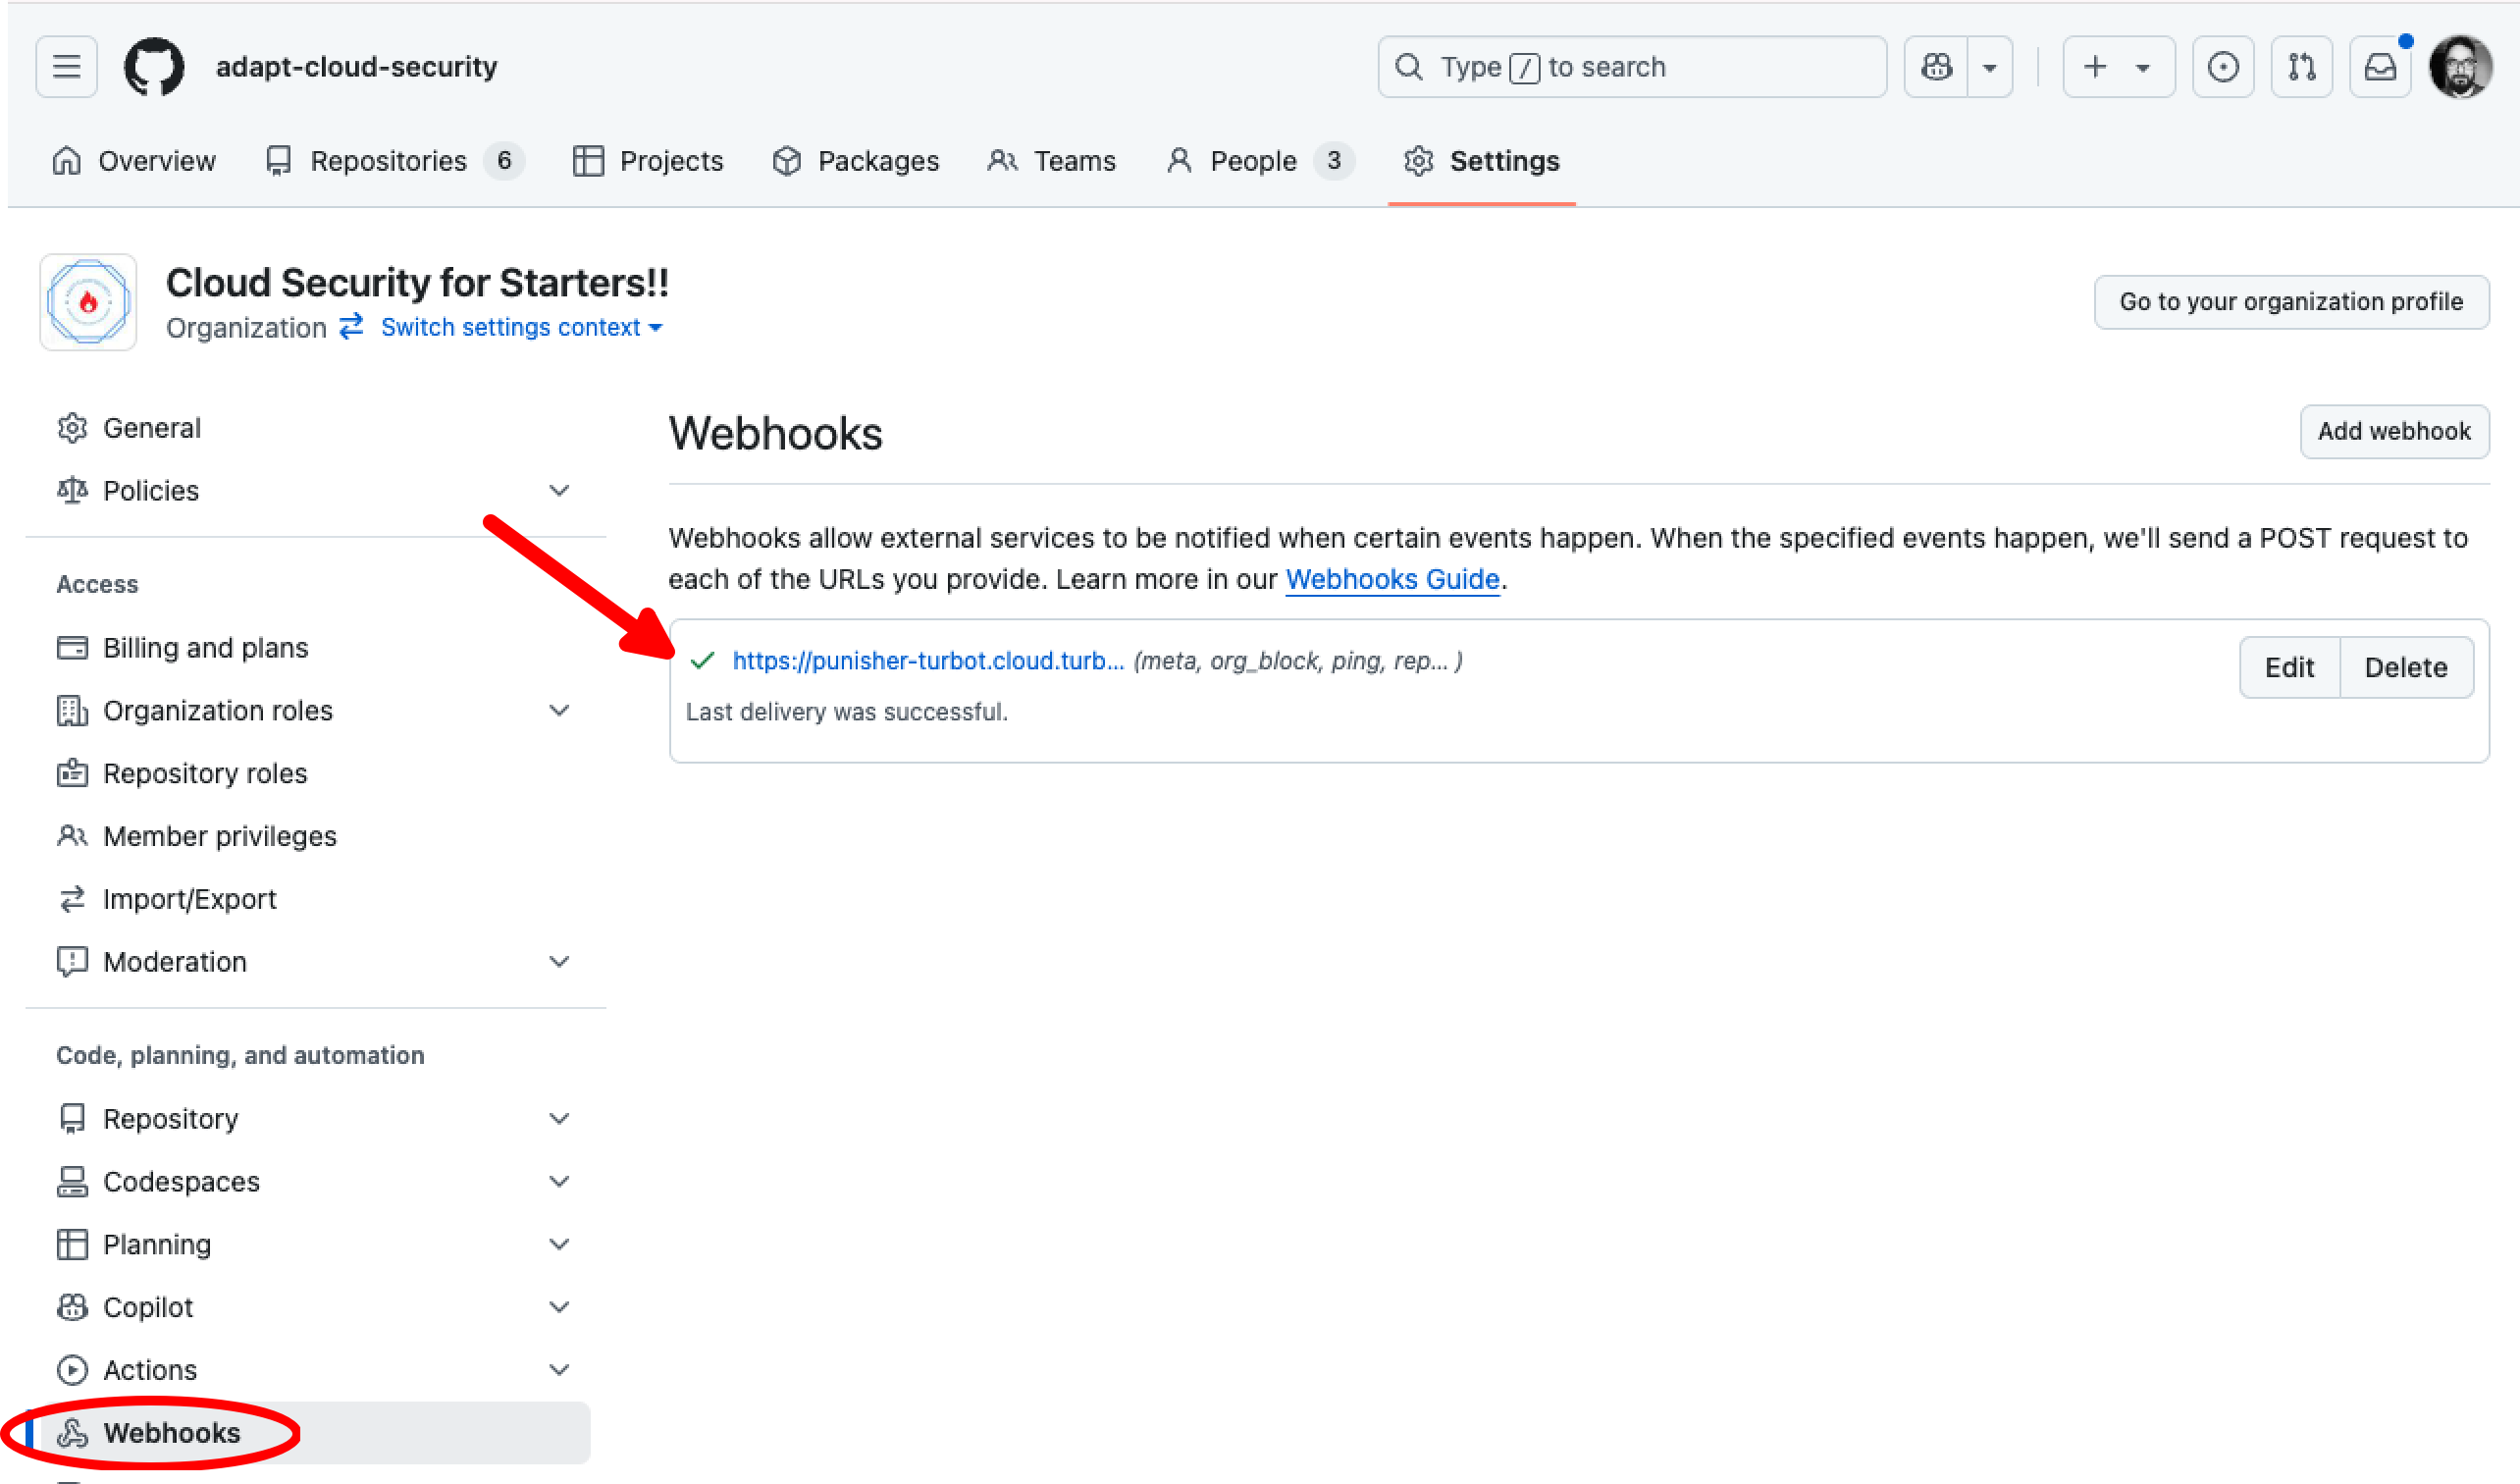 adapt-cloud-security
Type / to search
Overview
Repositories 6
Projects
Packages
Teams
People 3
Settings
Cloud Security for Starters!!
Organization Switch settings context
Go to your organization profile
General
Policies
Access
Billing and plans
Organization roles
Repository roles
Member privileges
Import/Export
Moderation
Code, planning, and automation
Repository
Codespaces
Planning
Copilot
Actions
Webhooks
Webhooks
Add webhook
Webhooks allow external services to be notified when certain events happen. When the specified events happen, we'll send a POST request to
each of the URLs you provide. Learn more in our Webhooks Guide.
https://punisher-turbot.cloud.turb... (meta, org_block, ping, rep... )
Edit
Delete
Last delivery was successful.